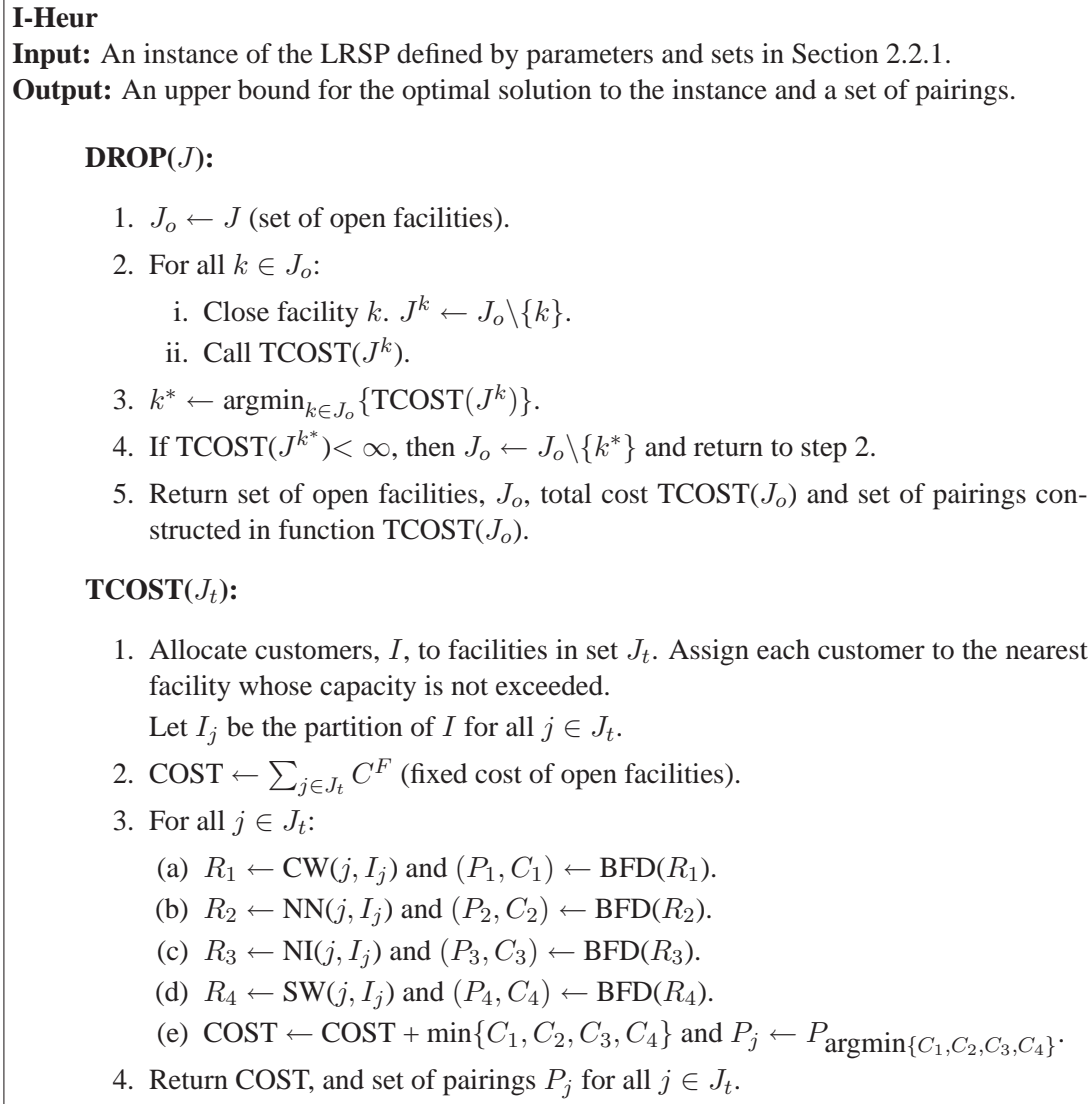 I-Heur
Input: An instance of the LRSP defined by parameters and sets in Section 2.2.1.
Output: An upper bound for the optimal solution to the instance and a set of pairings.
DROP(J):
1. J_o ← J (set of open facilities).
2. For all k ∈ J_o:
i. Close facility k. J^k ← J_o\{k}.
ii. Call TCOST(J^k).
3. k* ← argmin_{k∈J_o}{TCOST(J^k)}.
4. If TCOST(J^{k*})< ∞, then J_o ← J_o\{k*} and return to step 2.
5. Return set of open facilities, J_o, total cost TCOST(J_o) and set of pairings con-
structed in function TCOST(J_o).
TCOST(J_t):
1. Allocate customers, I, to facilities in set J_t. Assign each customer to the nearest
facility whose capacity is not exceeded.
Let I_j be the partition of I for all j ∈ J_t.
2. COST ← ∑_{j∈J_t} C^F (fixed cost of open facilities).
3. For all j ∈ J_t:
(a) R_1 ← CW(j, I_j) and (P_1, C_1) ← BFD(R_1).
(b) R_2 ← NN(j, I_j) and (P_2, C_2) ← BFD(R_2).
(c) R_3 ← NI(j, I_j) and (P_3, C_3) ← BFD(R_3).
(d) R_4 ← SW(j, I_j) and (P_4, C_4) ← BFD(R_4).
(e) COST ← COST + min{C_1, C_2, C_3, C_4} and P_j ← P_{argmin{C_1,C_2,C_3,C_4}}.
4. Return COST, and set of pairings P_j for all j ∈ J_t.